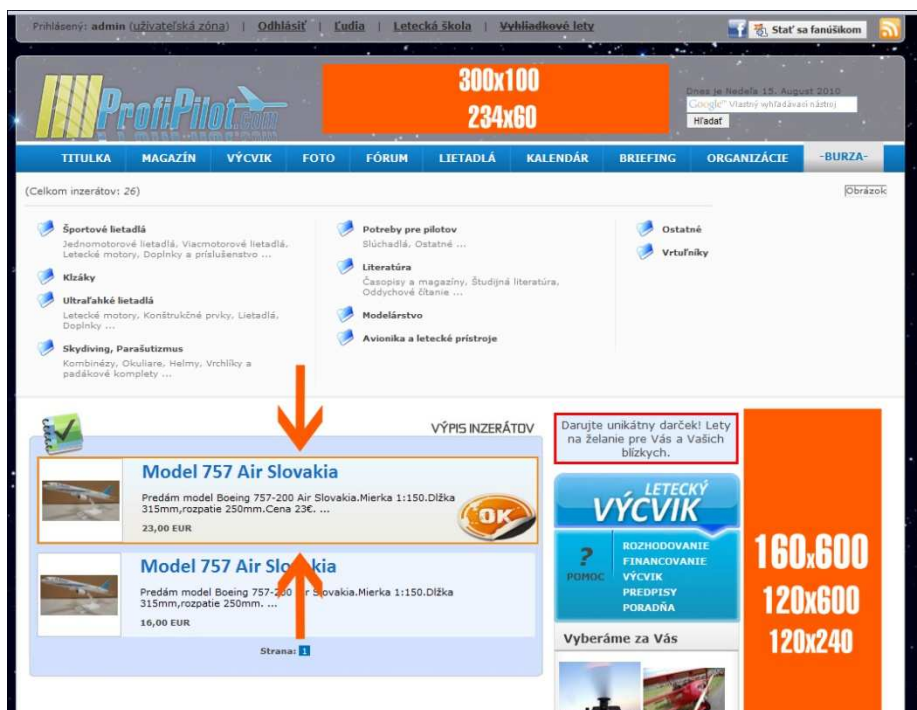 Prihlásený: admin (užívateľská zóna) | Odhlásiť | Ľudia | Letecká škola | Vyhliadkové lety
Stať sa fanúšikom
ProfiPilot.com
300x100
234x60
Dnes je Nedeľa 15. August 2010
Google™ Vlastný vyhľadávací nástroj
Hľadať
TITULKA MAGAZÍN VÝCVIK FOTO FÓRUM LIETADLÁ KALENDÁR BRIEFING ORGANIZÁCIE -BURZA-
(Celkom inzerátov: 26)
Obrázok
Športové lietadlá
Jednomotorové lietadlá, Viacmotorové lietadlá,
Letecké motory, Doplnky a príslušenstvo ...
Klzáky
Ultraľahké lietadlá
Letecké motory, Konštrukčné prvky, Lietadlá,
Doplnky ...
Skydiving, Parašutizmus
Kombinézy, Okuliare, Helmy, Vrchlíky a
padákové komplety ...
Potreby pre pilotov
Slúchadlá, Ostatné ...
Literatúra
Časopisy a magazíny, Študijná literatúra,
Oddychové čítanie ...
Modelárstvo
Avionika a letecké prístroje
Ostatné
Vrtuľníky
VÝPIS INZERÁTOV
Model 757 Air Slovakia
Predám model Boeing 757-200 Air Slovakia.Mierka 1:150.Dlžka
315mm,rozpatie 250mm.Cena 23€. ...
23,00 EUR
OK
Model 757 Air Slovakia
Predám model Boeing 757-200 Air Slovakia.Mierka 1:150.Dlžka
315mm,rozpatie 250mm. ...
16,00 EUR
Strana: 1
Darujte unikátny darček! Lety
na želanie pre Vás a Vašich
blízkych.
LETECKÝ
VÝCVIK
?
POMOC
ROZHODOVANIE
FINANCOVANIE
VÝCVIK
PREDPISY
PORADŇA
Vyberáme za Vás
160x600
120x600
120x240